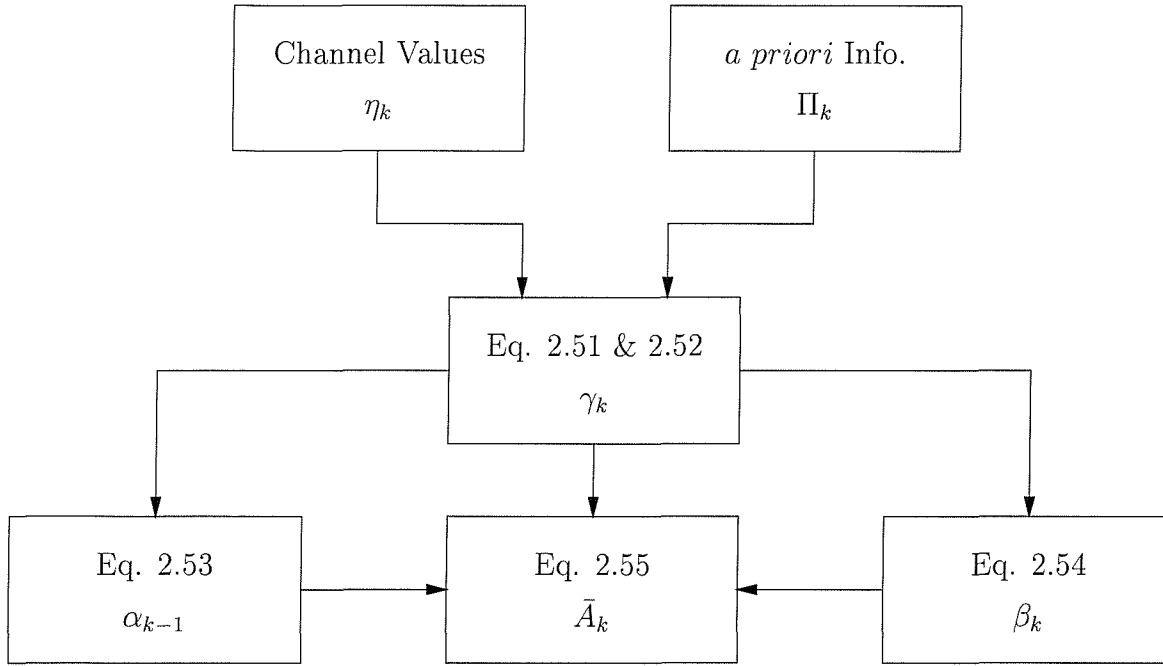 Channel Values
η_k
a priori Info.
Π_k
Eq. 2.51 & 2.52
γ_k
Eq. 2.53
α_{k−1}
Eq. 2.55
Ā_k
Eq. 2.54
β_k